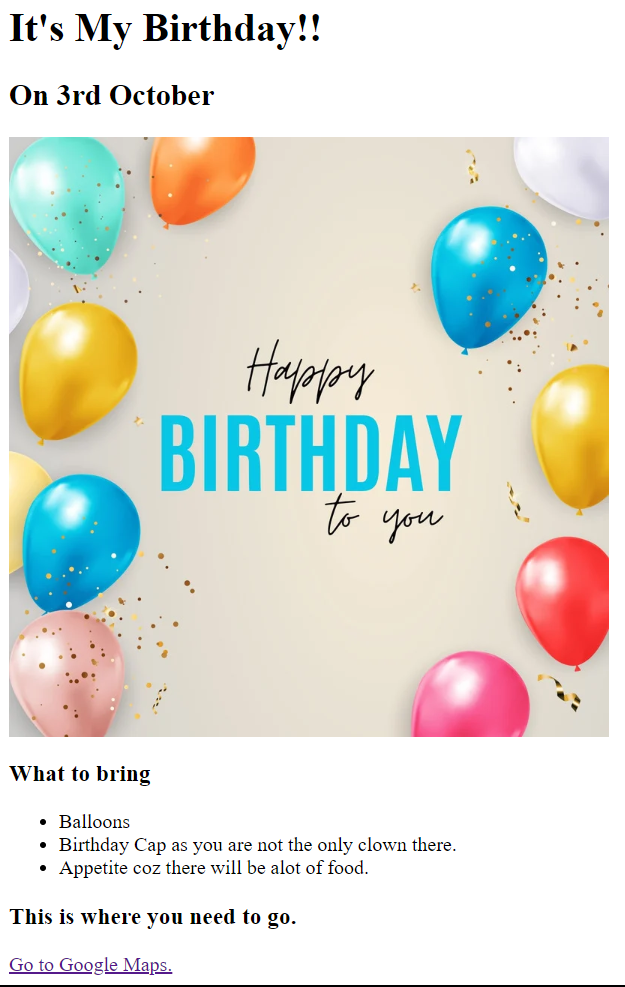 It's My Birthday!!
On 3rd October
Happy
BIRTHDAY
to you
What to bring
Balloons
Birthday Cap as you are not the only clown there.
Appetite coz there will be alot of food.
This is where you need to go.
Go to Google Maps.